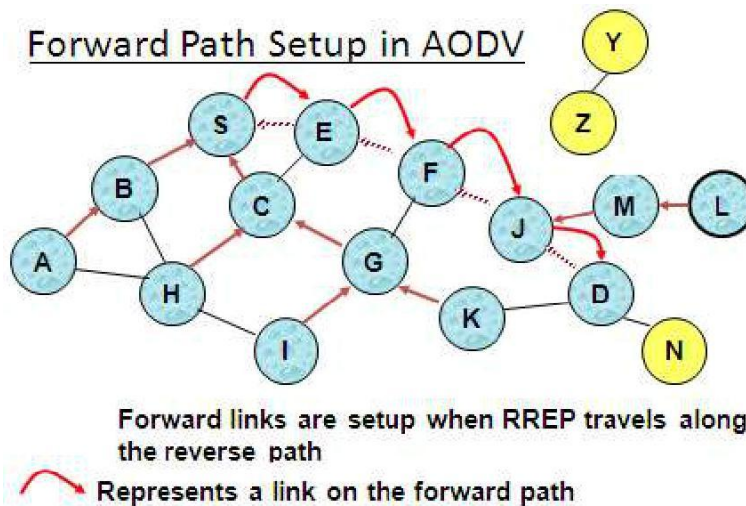 Forward Path Setup in AODV
Y
Z
S
E
F
B
C
J
M
L
A
G
H
D
K
I
N
Forward links are setup when RREP travels along
the reverse path
Represents a link on the forward path